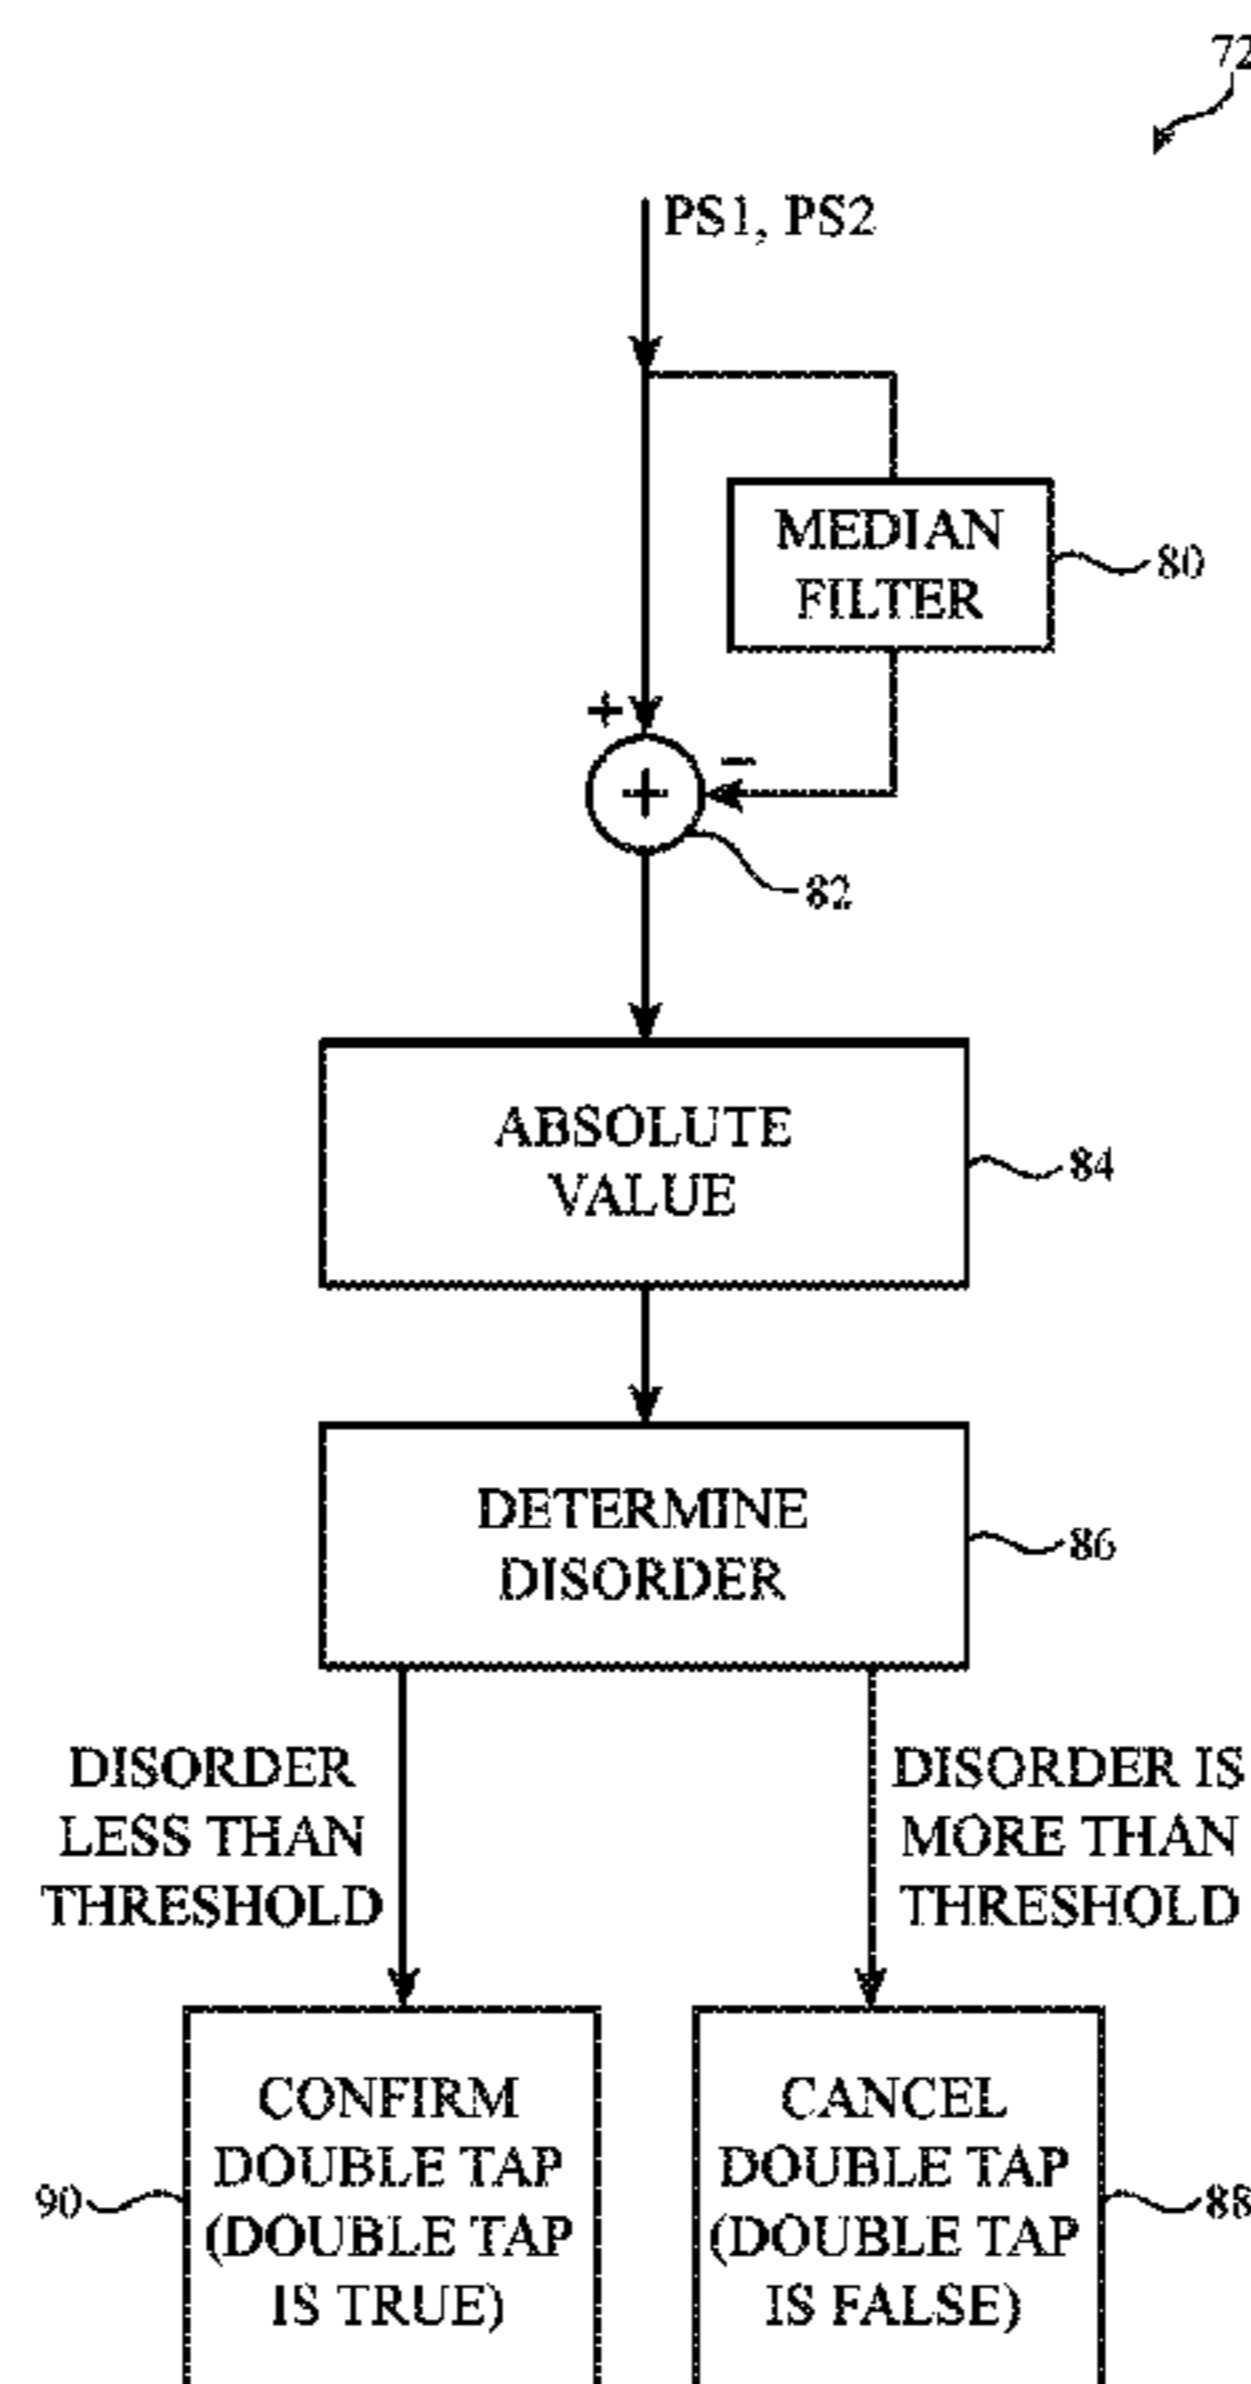 72
PS1, PS2
MEDIAN
FILTER
80
+
−
+
82
ABSOLUTE
VALUE
84
DETERMINE
DISORDER
86
DISORDER
LESS THAN
THRESHOLD
DISORDER IS
MORE THAN
THRESHOLD
CONFIRM
DOUBLE TAP
(DOUBLE TAP
IS TRUE)
90
CANCEL
DOUBLE TAP
(DOUBLE TAP
IS FALSE)
88